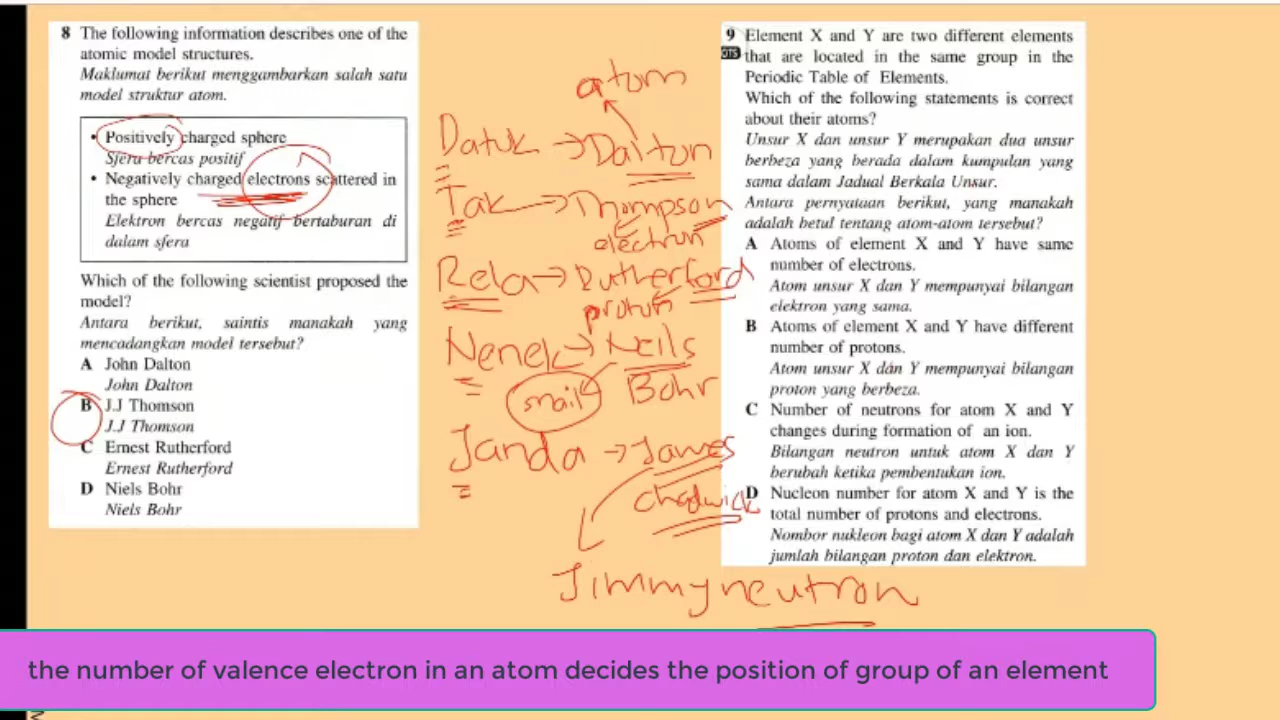 8 The following information describes one of the
atomic model structures.
Maklumat berikut menggambarkan salah satu
model struktur atom.
• Positively charged sphere
Sfera bercas positif
• Negatively charged electrons scattered in
the sphere
Elektron bercas negatif bertaburan di
dalam sfera
Which of the following scientist proposed the
model?
Antara berikut, saintis manakah yang
mencadangkan model tersebut?
A John Dalton
John Dalton
B J.J Thomson
J.J Thomson
C Ernest Rutherford
Ernest Rutherford
D Niels Bohr
Niels Bohr
atom
Datuk → Dalton
Tak → Thompson
electron
Rela → Rutherford
proton
Nenek → Neils
Bohr
snail
Janda → James
chadwick
Jimmy neutron
9 Element X and Y are two different elements
that are located in the same group in the
Periodic Table of Elements.
Which of the following statements is correct
about their atoms?
Unsur X dan unsur Y merupakan dua unsur
berbeza yang berada dalam kumpulan yang
sama dalam Jadual Berkala Unsur.
Antara pernyataan berikut, yang manakah
adalah betul tentang atom-atom tersebut?
A Atoms of element X and Y have same
number of electrons.
Atom unsur X dan Y mempunyai bilangan
elektron yang sama.
B Atoms of element X and Y have different
number of protons.
Atom unsur X dan Y mempunyai bilangan
proton yang berbeza.
C Number of neutrons for atom X and Y
changes during formation of an ion.
Bilangan neutron untuk atom X dan Y
berubah ketika pembentukan ion.
D Nucleon number for atom X and Y is the
total number of protons and electrons.
Nombor nukleon bagi atom X dan Y adalah
jumlah bilangan proton dan elektron.
the number of valence electron in an atom decides the position of group of an element